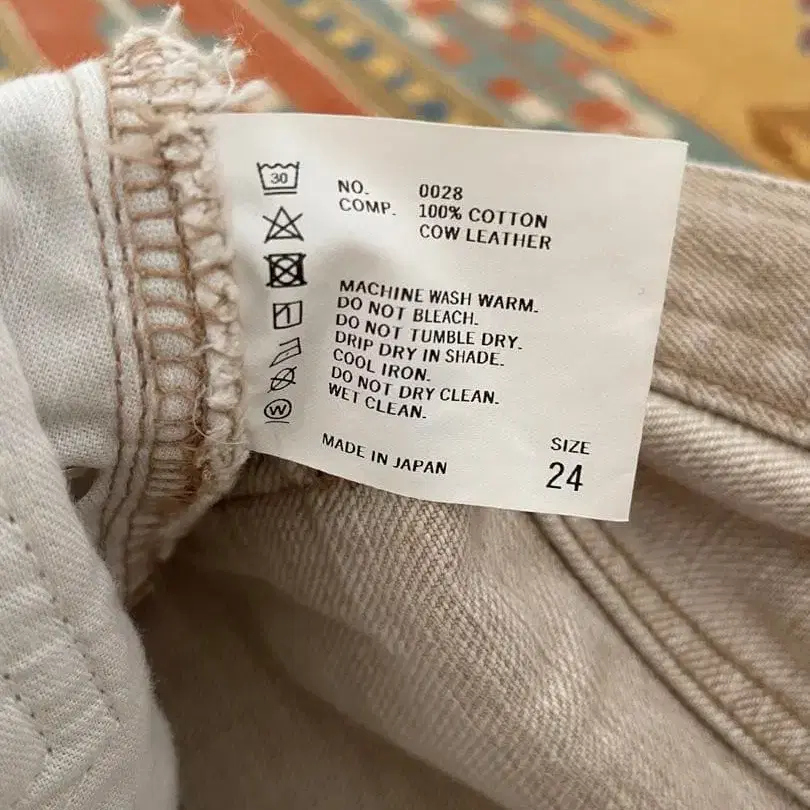 30
NO. 0028
COMP. 100% COTTON
COW LEATHER
MACHINE WASH WARM.
DO NOT BLEACH.
DO NOT TUMBLE DRY.
DRIP DRY IN SHADE.
COOL IRON.
DO NOT DRY CLEAN.
WET CLEAN.
W
MADE IN JAPAN
SIZE
24